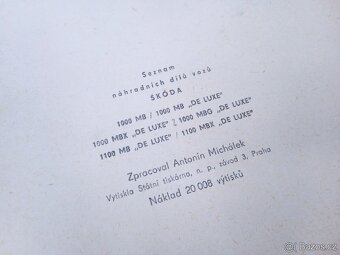 Seznam
náhradních dílů vozů
ŠKODA
1000 MB / 1000 MB „DE LUXE"
1000 MBX „DE LUXE" 1000 MBG „DE LUXE"
1100 MB „DE LUXE" / 1100 MBX „DE LUXE"
Zpracoval Antonín Michálek
Vytiskla Státní tiskárna, n. p., závod 3, Praha
Náklad 20 008 výtisků
Bazos.cz